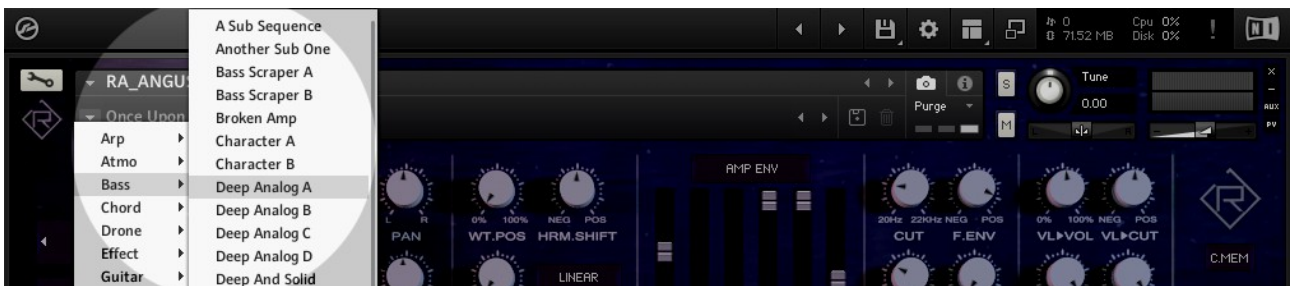 A Sub Sequence
Another Sub One
Bass Scraper A
Bass Scraper B
Broken Amp
Character A
Character B
Deep Analog A
Deep Analog B
Deep Analog C
Deep Analog D
Deep And Solid
0 Cpu 0%
71.52 MB Disk 0%
! NI
RA_ANGUS
Once Upon
Arp
Atmo
Bass
Chord
Drone
Effect
Guitar
Purge
S
M
Tune
0.00
L R
- +
×
–
AUX
PV
AMP ENV
L R
PAN
0% 100%
WT.POS
NEG POS
HRM.SHIFT
LINEAR
20Hz 22KHz
CUT
NEG POS
F.ENV
0% 100%
VL▶VOL
NEG POS
VL▶CUT
C.MEM